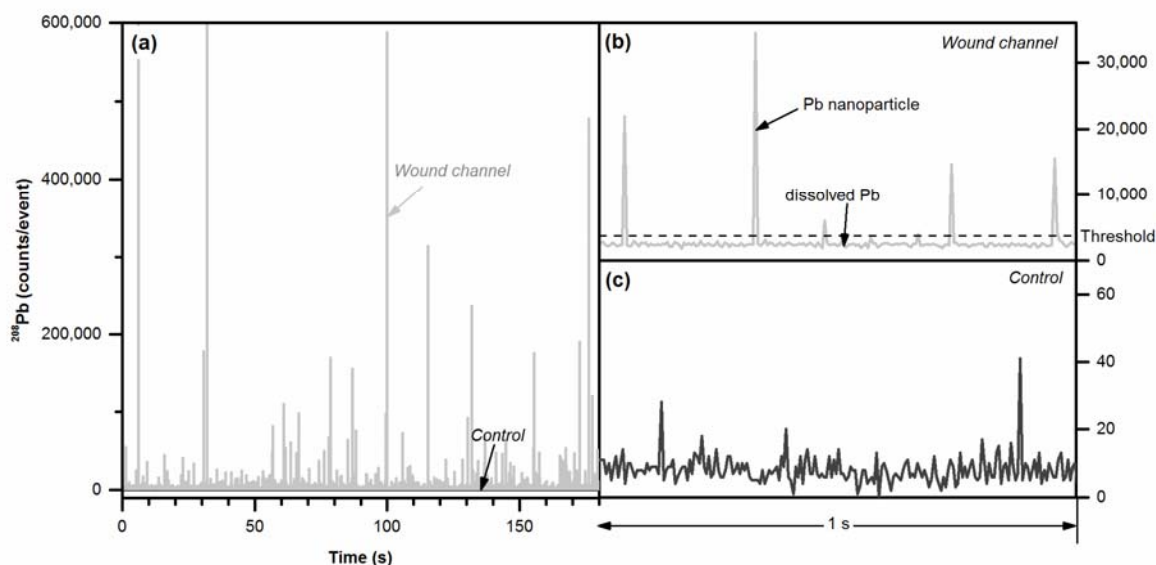 600,000
400,000
200,000
0
²⁰⁸Pb (counts/event)
(a)
Wound channel
Control
0
50
100
150
Time (s)
(b)
Wound channel
Pb nanoparticle
dissolved Pb
30,000
20,000
10,000
Threshold
0
(c)
Control
60
40
20
0
1 s